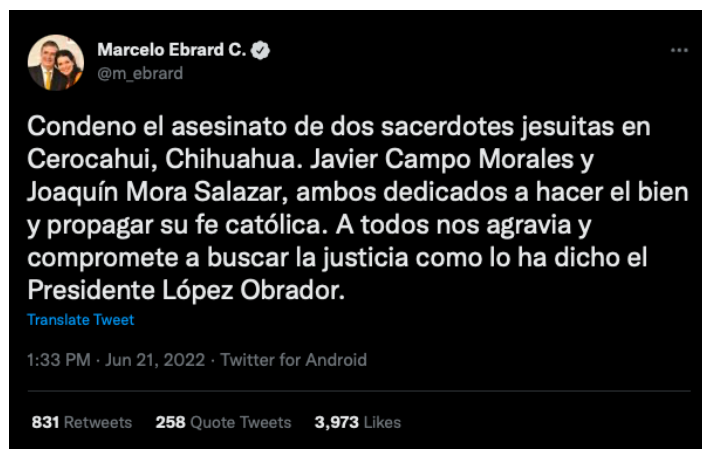 Marcelo Ebrard C.
@m_ebrard
Condeno el asesinato de dos sacerdotes jesuitas en
Cerocahui, Chihuahua. Javier Campo Morales y
Joaquín Mora Salazar, ambos dedicados a hacer el bien
y propagar su fe católica. A todos nos agravia y
compromete a buscar la justicia como lo ha dicho el
Presidente López Obrador.
Translate Tweet
1:33 PM · Jun 21, 2022 · Twitter for Android
831 Retweets 258 Quote Tweets 3,973 Likes